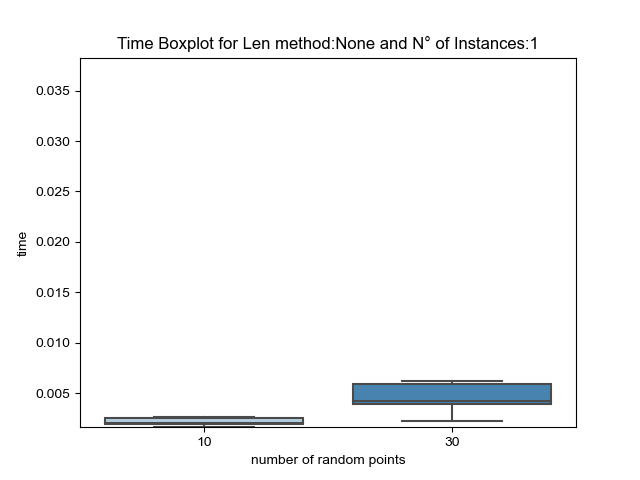 Time Boxplot for Len method:None and N° of Instances:1
0.035
0.030
0.025
0.020
0.015
0.010
0.005
time
10 30
number of random points